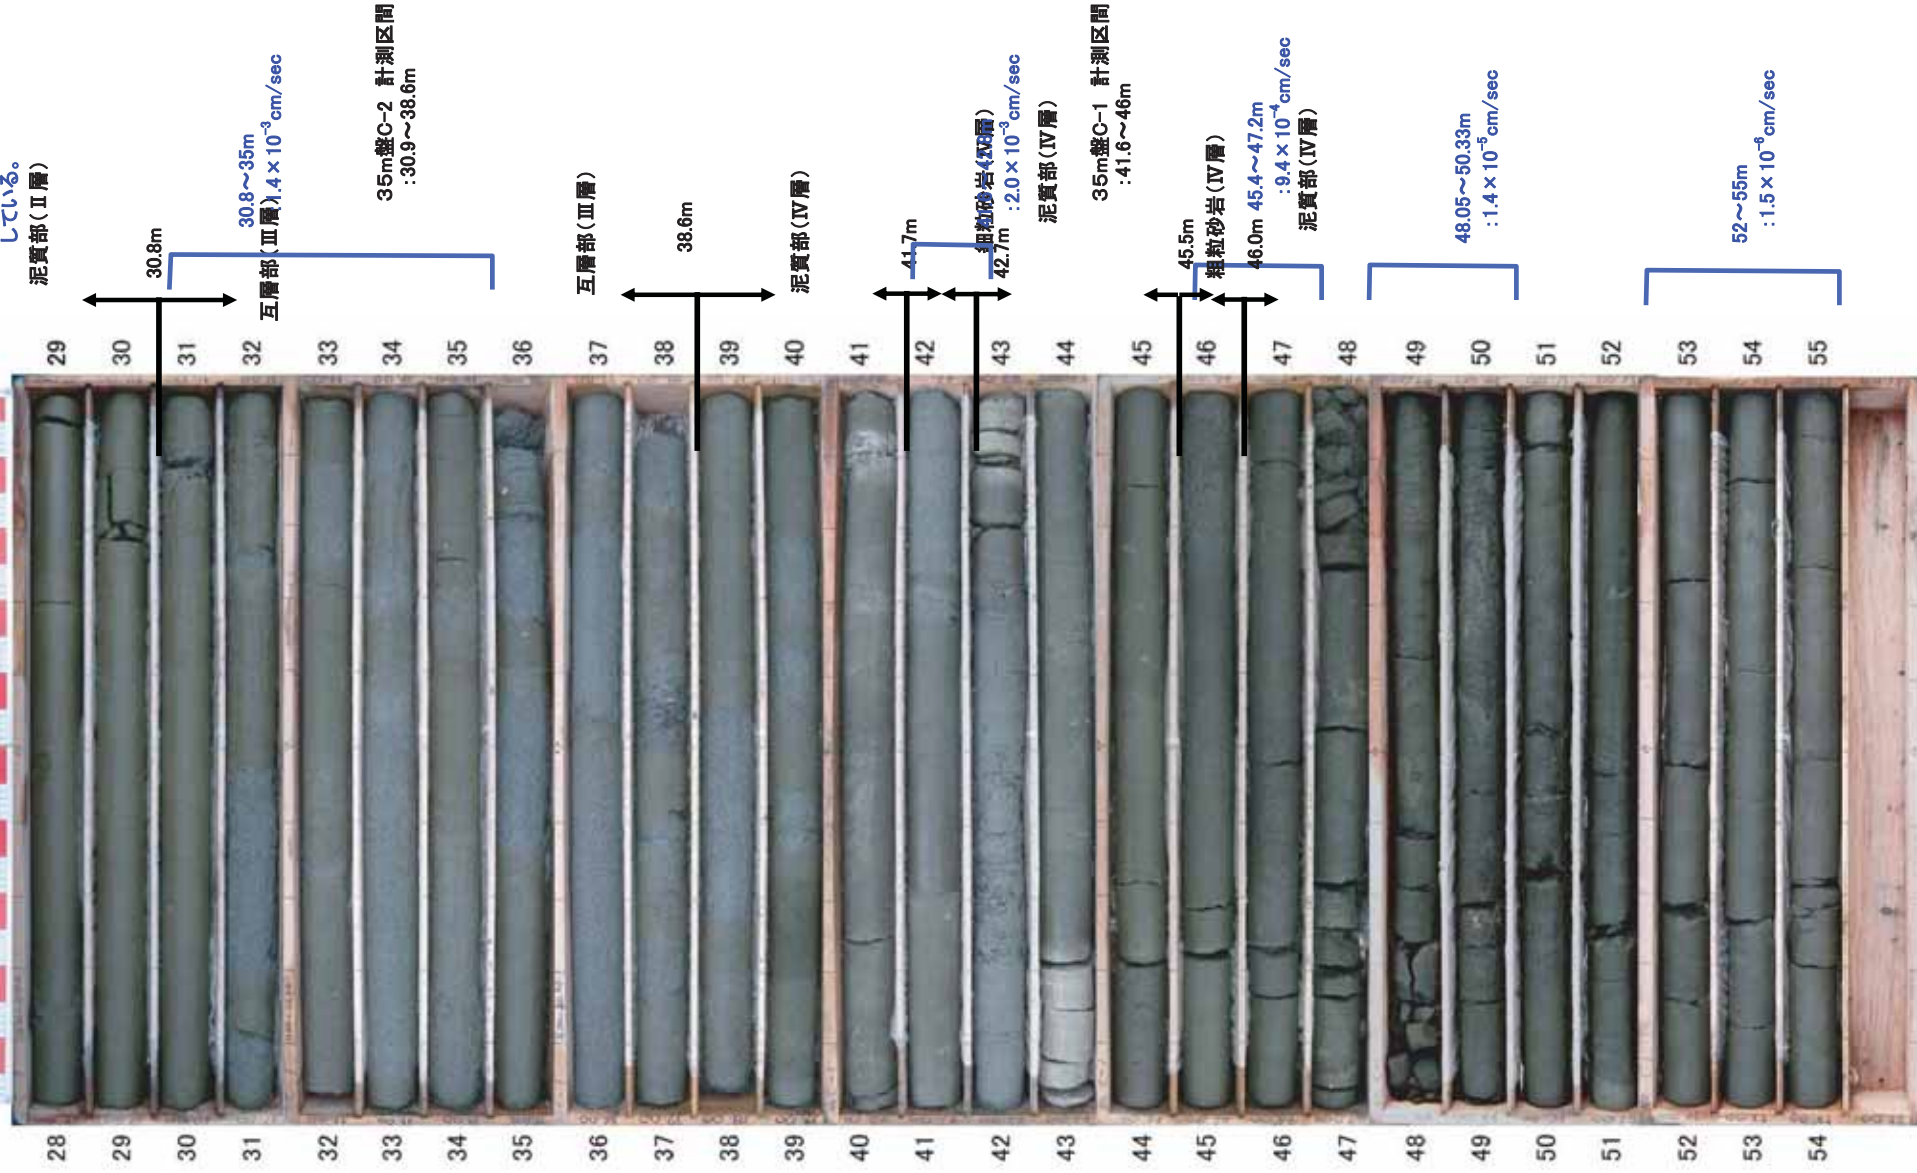 している。
泥質部(Ⅱ層)
30.8m
30.8～35m
:1.4×10⁻³cm/sec
互層部(Ⅲ層)
35m盤C-2 計測区間
:30.9～38.6m
互層部(Ⅲ層)
38.6m
泥質部(Ⅳ層)
41.7m
細粒砂岩(Ⅳ層)
42.7m
:2.0×10⁻³cm/sec
泥質部(Ⅳ層)
35m盤C-1 計測区間
:41.6～46m
45.5m
粗粒砂岩(Ⅳ層)
46.0m
45.4～47.2m
:9.4×10⁻⁴cm/sec
泥質部(Ⅳ層)
48.05～50.33m
:1.4×10⁻⁵cm/sec
52～55m
:1.5×10⁻⁶cm/sec
29 30 31 32 33 34 35 36 37 38 39 40 41 42 43 44 45 46 47 48 49 50 51 52 53 54 55
28 29 30 31 32 33 34 35 36 37 38 39 40 41 42 43 44 45 46 47 48 49 50 51 52 53 54